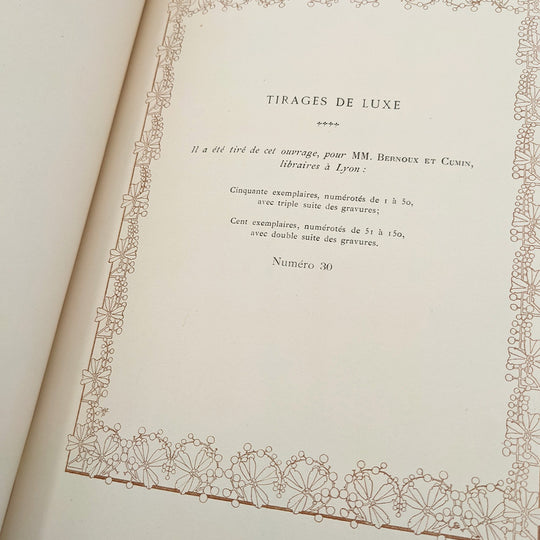 TIRAGES DE LUXE
Il a été tiré de cet ouvrage, pour MM. BERNOUX ET CUMIN,
libraires à Lyon :
Cinquante exemplaires, numérotés de 1 à 50,
avec triple suite des gravures;
Cent exemplaires, numérotés de 51 à 150,
avec double suite des gravures.
Numéro 30